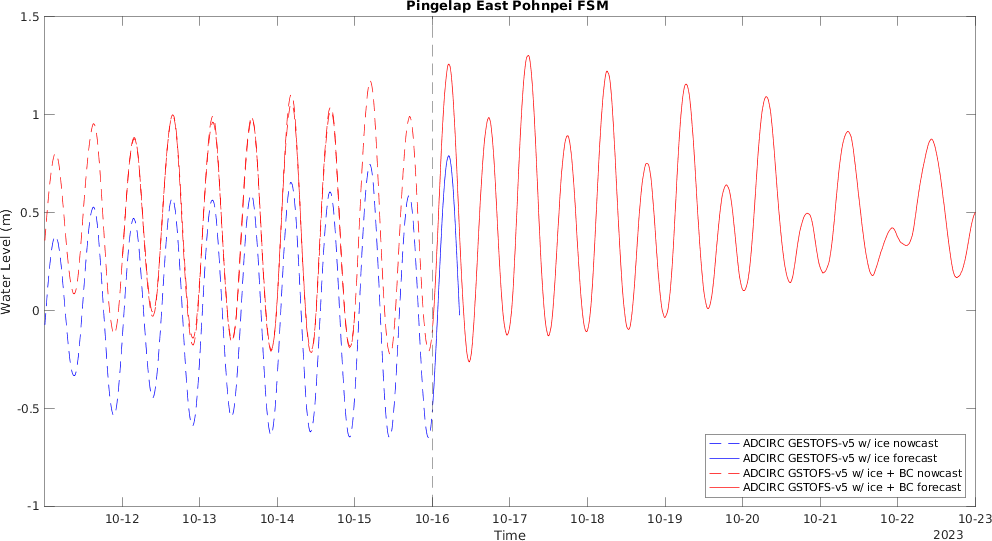 Pingelap East Pohnpei FSM
1.5
1
0.5
0
-0.5
-1
Water Level (m)
ADCIRC GESTOFS-v5 w/ ice nowcast
ADCIRC GESTOFS-v5 w/ ice forecast
ADCIRC GSTOFS-v5 w/ ice + BC nowcast
ADCIRC GSTOFS-v5 w/ ice + BC forecast
10-12 10-13 10-14 10-15 10-16 10-17 10-18 10-19 10-20 10-21 10-22 10-23
Time
2023